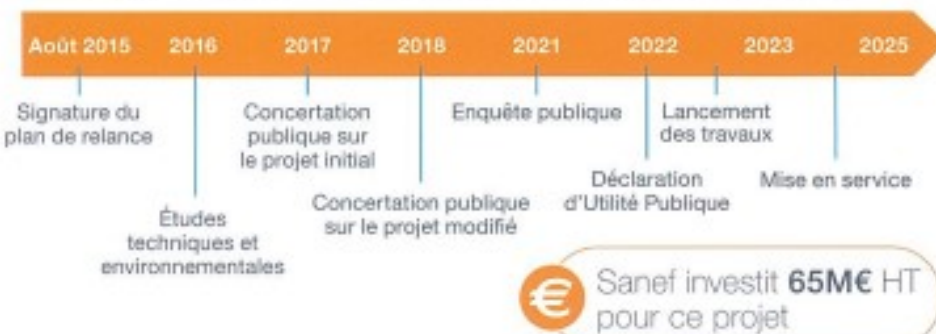 Août 2015 2016 2017 2018 2021 2022 2023 2025
Signature du
plan de relance
Études
techniques et
environnementales
Concertation
publique sur
le projet initial
Concertation publique
sur le projet modifié
Enquête publique
Déclaration
d'Utilité Publique
Lancement
des travaux
Mise en service
€
Sanef investit 65M€ HT
pour ce projet